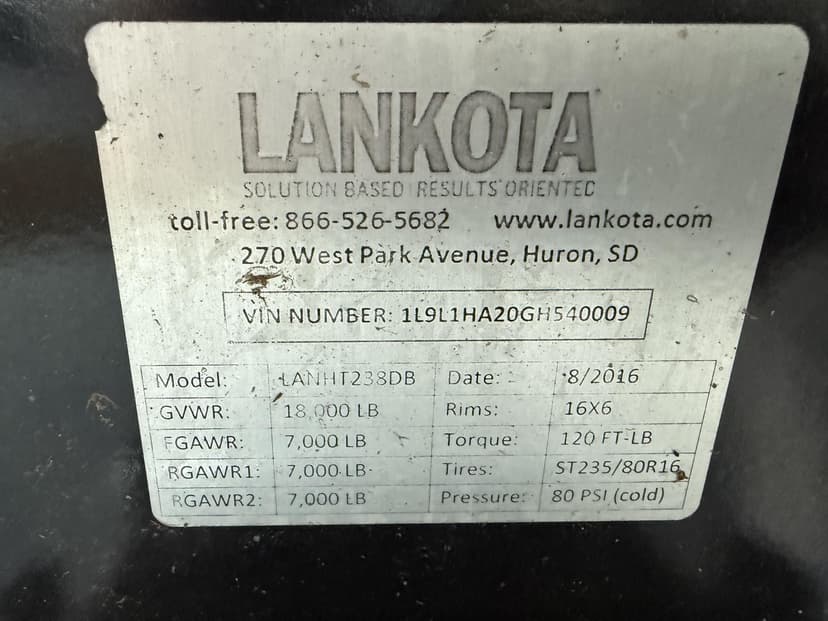 LANKOTA
SOLUTION BASED RESULTS ORIENTED
toll-free: 866-526-5682 www.lankota.com
270 West Park Avenue, Huron, SD
VIN NUMBER: 1L9L1HA20GH540009
Model: LANHT238DB Date: 8/2016
GVWR: 18,000 LB Rims: 16X6
FGAWR: 7,000 LB Torque: 120 FT-LB
RGAWR1: 7,000 LB Tires: ST235/80R16
RGAWR2: 7,000 LB Pressure: 80 PSI (cold)